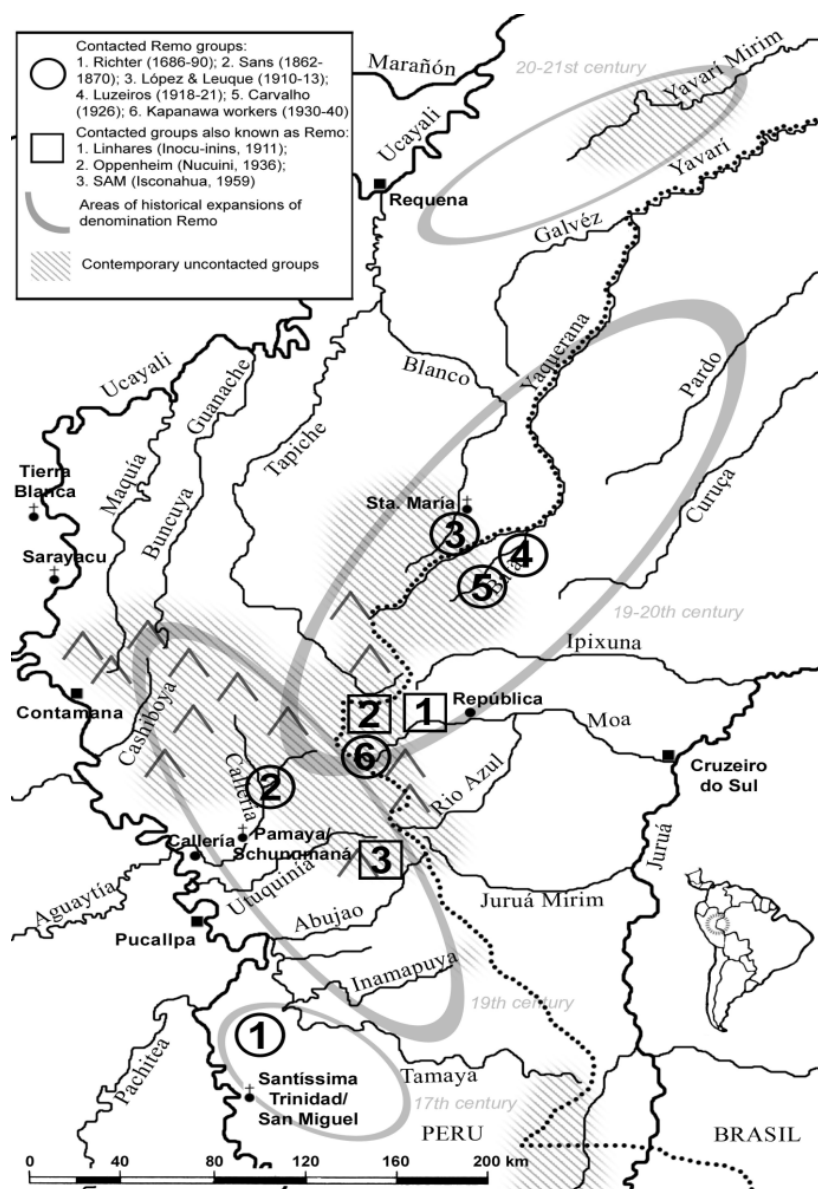 Contacted Remo groups:
1. Richter (1686-90); 2. Sans (1862-
1870); 3. López & Leuque (1910-13);
4. Luzeiros (1918-21); 5. Carvalho
(1926); 6. Kapanawa workers (1930-40)
Contacted groups also known as Remo:
1. Linhares (Inocu-inins, 1911);
2. Oppenheim (Nucuini, 1936);
3. SAM (Isconahua, 1959)
Areas of historical expansions of
denomination Remo
Contemporary uncontacted groups
Marañón
20-21st century
Yavarí Mirim
Ucayali
Yavarí
Requena
Galvéz
Yaquerana
Blanco
Pardo
Ucayali
Guanache
Tapiche
Maquía
Buncuya
Curuça
Tierra
Blanca
Sta. María
3
4
5
Sarayacu
19-20th century
Ipixuna
Contamana
Cashiboya
República
2
1
Moa
6
Cruzeiro
do Sul
2
Callería
Rio Azul
Callería
Pamaya/
Schunomaná
3
Utuquinía
Juruá
Aguaytía
Abujao
Juruá Mirim
Pucallpa
Inamapuya
19th century
1
Pachitea
Tamaya
Santíssima
Trinidad/
San Miguel
17th century
PERU
BRASIL
0 40 80 120 160 200 km